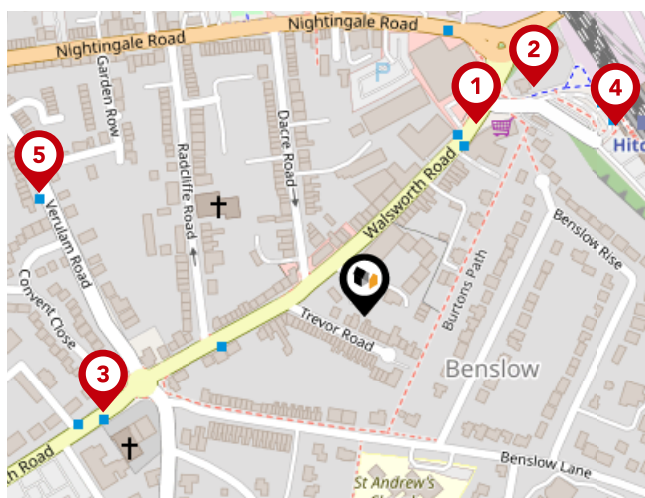 Nightingale Road
Nightingale Road
2
1
4
P
Hitc
Garden Row
Dacre Road
5
Radcliffe Road
Walsworth Road
Verulam Road
Benslow Rise
Burtons Path
Convent Close
Trevor Road
3
Benslow
th Road
Benslow Lane
St Andrew's